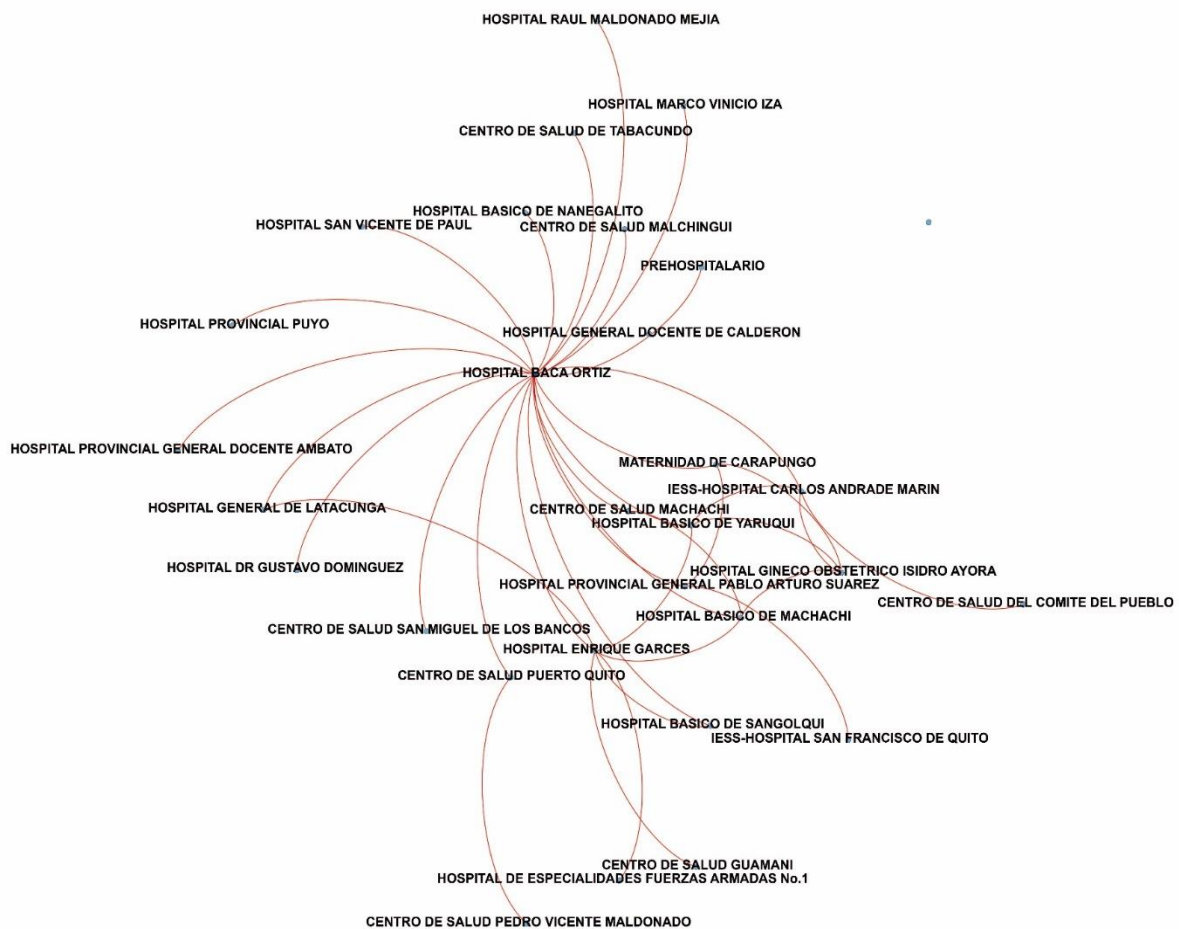 HOSPITAL RAUL MALDONADO MEJIA
HOSPITAL MARCO VINICIO IZA
CENTRO DE SALUD DE TABACUNDO
HOSPITAL BASICO DE NANEGALITO
HOSPITAL SAN VICENTE DE PAUL
CENTRO DE SALUD MALCHINGUI
PREHOSPITALARIO
HOSPITAL PROVINCIAL PUYO
HOSPITAL GENERAL DOCENTE DE CALDERON
HOSPITAL BACA ORTIZ
HOSPITAL PROVINCIAL GENERAL DOCENTE AMBATO
MATERNIDAD DE CARAPUNGO
IESS-HOSPITAL CARLOS ANDRADE MARIN
HOSPITAL GENERAL DE LATACUNGA
CENTRO DE SALUD MACHACHI
HOSPITAL BASICO DE YARUQUI
HOSPITAL DR GUSTAVO DOMINGUEZ
HOSPITAL GINECO OBSTETRICO ISIDRO AYORA
HOSPITAL PROVINCIAL GENERAL PABLO ARTURO SUAREZ
CENTRO DE SALUD DEL COMITE DEL PUEBLO
HOSPITAL BASICO DE MACHACHI
CENTRO DE SALUD SAN MIGUEL DE LOS BANCOS
HOSPITAL ENRIQUE GARCES
CENTRO DE SALUD PUERTO QUITO
HOSPITAL BASICO DE SANGOLQUI
IESS-HOSPITAL SAN FRANCISCO DE QUITO
CENTRO DE SALUD GUAMANI
HOSPITAL DE ESPECIALIDADES FUERZAS ARMADAS No.1
CENTRO DE SALUD PEDRO VICENTE MALDONADO